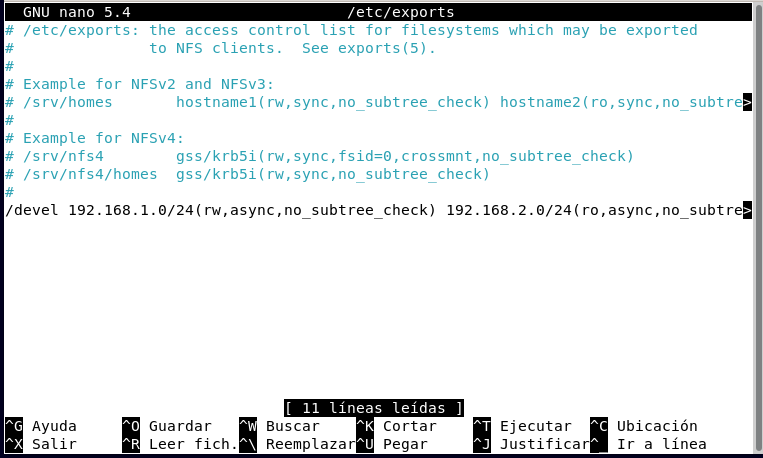 GNU nano 5.4 /etc/exports
# /etc/exports: the access control list for filesystems which may be exported
# to NFS clients. See exports(5).
#
# Example for NFSv2 and NFSv3:
# /srv/homes hostname1(rw,sync,no_subtree_check) hostname2(ro,sync,no_subtre>
#
# Example for NFSv4:
# /srv/nfs4 gss/krb5i(rw,sync,fsid=0,crossmnt,no_subtree_check)
# /srv/nfs4/homes gss/krb5i(rw,sync,no_subtree_check)
#
/devel 192.168.1.0/24(rw,async,no_subtree_check) 192.168.2.0/24(ro,async,no_subtre>
[ 11 líneas leídas ]
^G Ayuda ^O Guardar ^W Buscar ^K Cortar ^T Ejecutar ^C Ubicación
^X Salir ^R Leer fich. ^\ Reemplazar ^U Pegar ^J Justificar ^_ Ir a línea